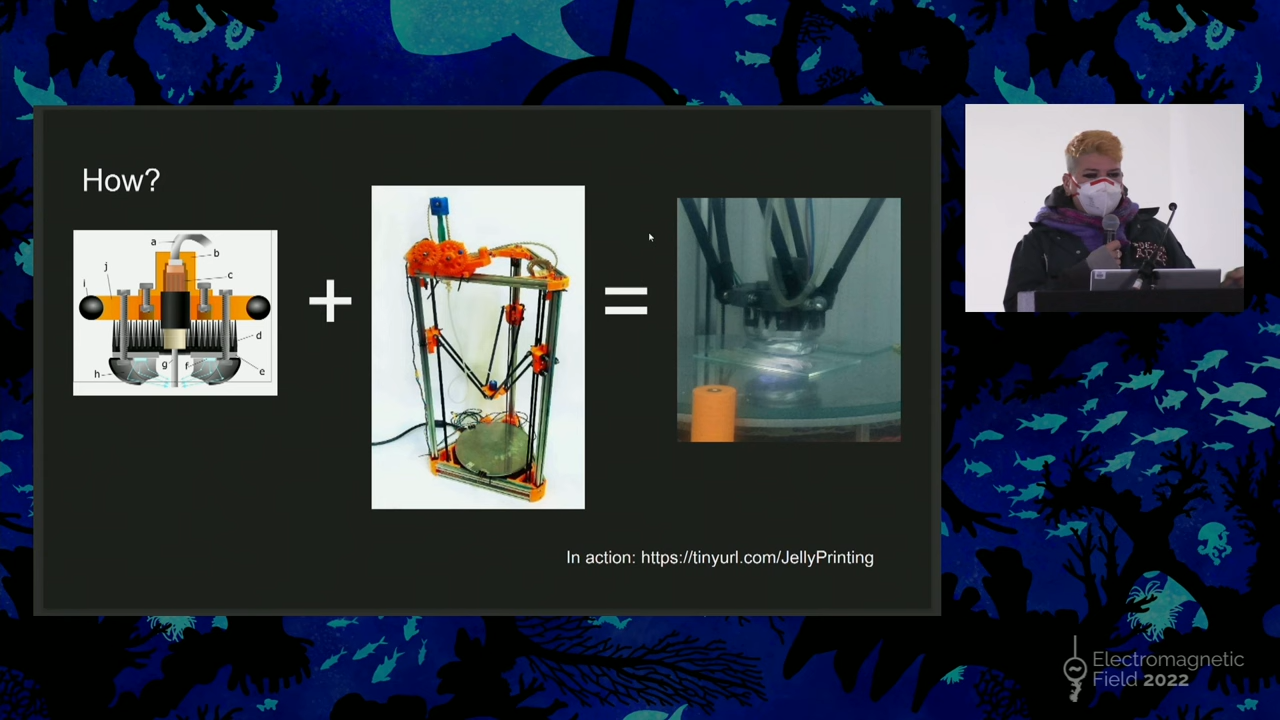 How?
a
b
c
j
i
d
g
f
e
h
In action: https://tinyurl.com/JellyPrinting
Electromagnetic
Field 2022